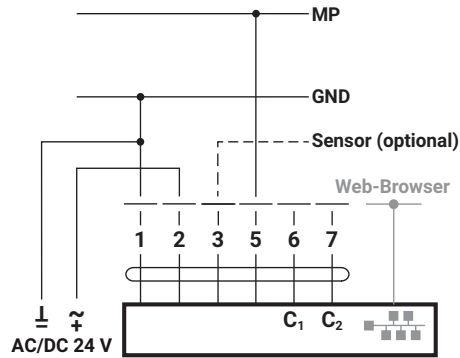 MP
GND
Sensor (optional)
Web-Browser
1 2 3 5 6 7
⊥ ~
= +
AC/DC 24 V
C₁ C₂